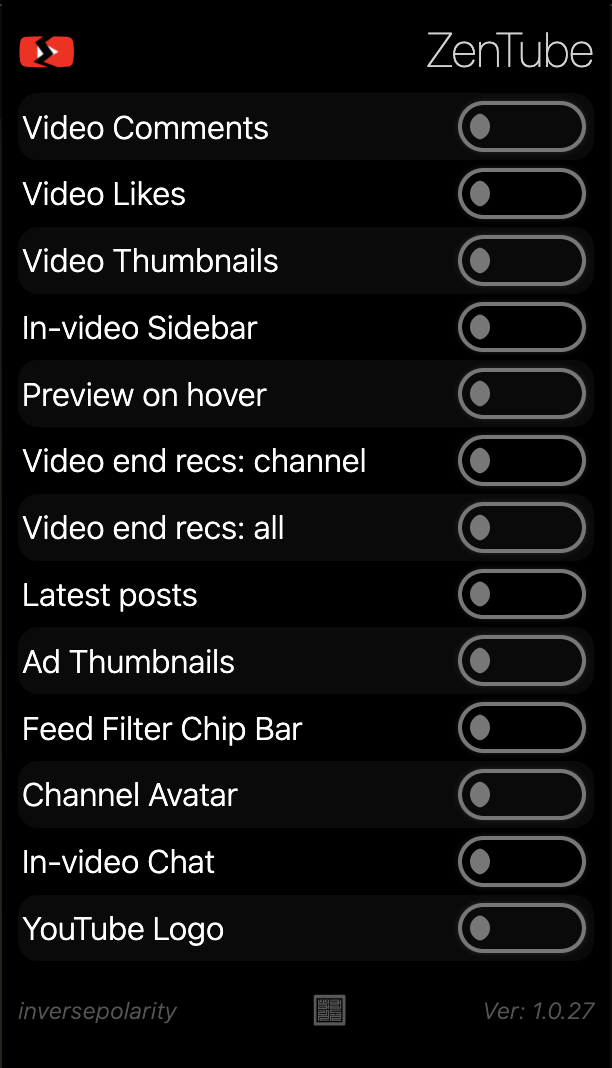 ZenTube
Video Comments
Video Likes
Video Thumbnails
In-video Sidebar
Preview on hover
Video end recs: channel
Video end recs: all
Latest posts
Ad Thumbnails
Feed Filter Chip Bar
Channel Avatar
In-video Chat
YouTube Logo
inversepolarity
Ver: 1.0.27